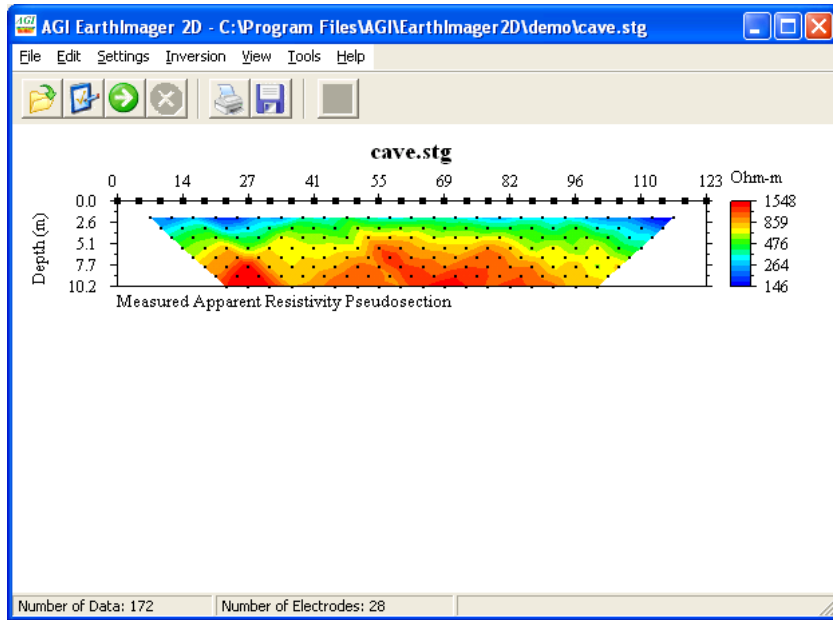 AGI EarthImager 2D - C:\Program Files\AGI\EarthImager2D\demo\cave.stg
File Edit Settings Inversion View Tools Help
cave.stg
0 14 27 41 55 69 82 96 110 123 Ohm-m
Depth (m)
0.0
2.6
5.1
7.7
10.2
1548
859
476
264
146
Measured Apparent Resistivity Pseudosection
Number of Data: 172 Number of Electrodes: 28